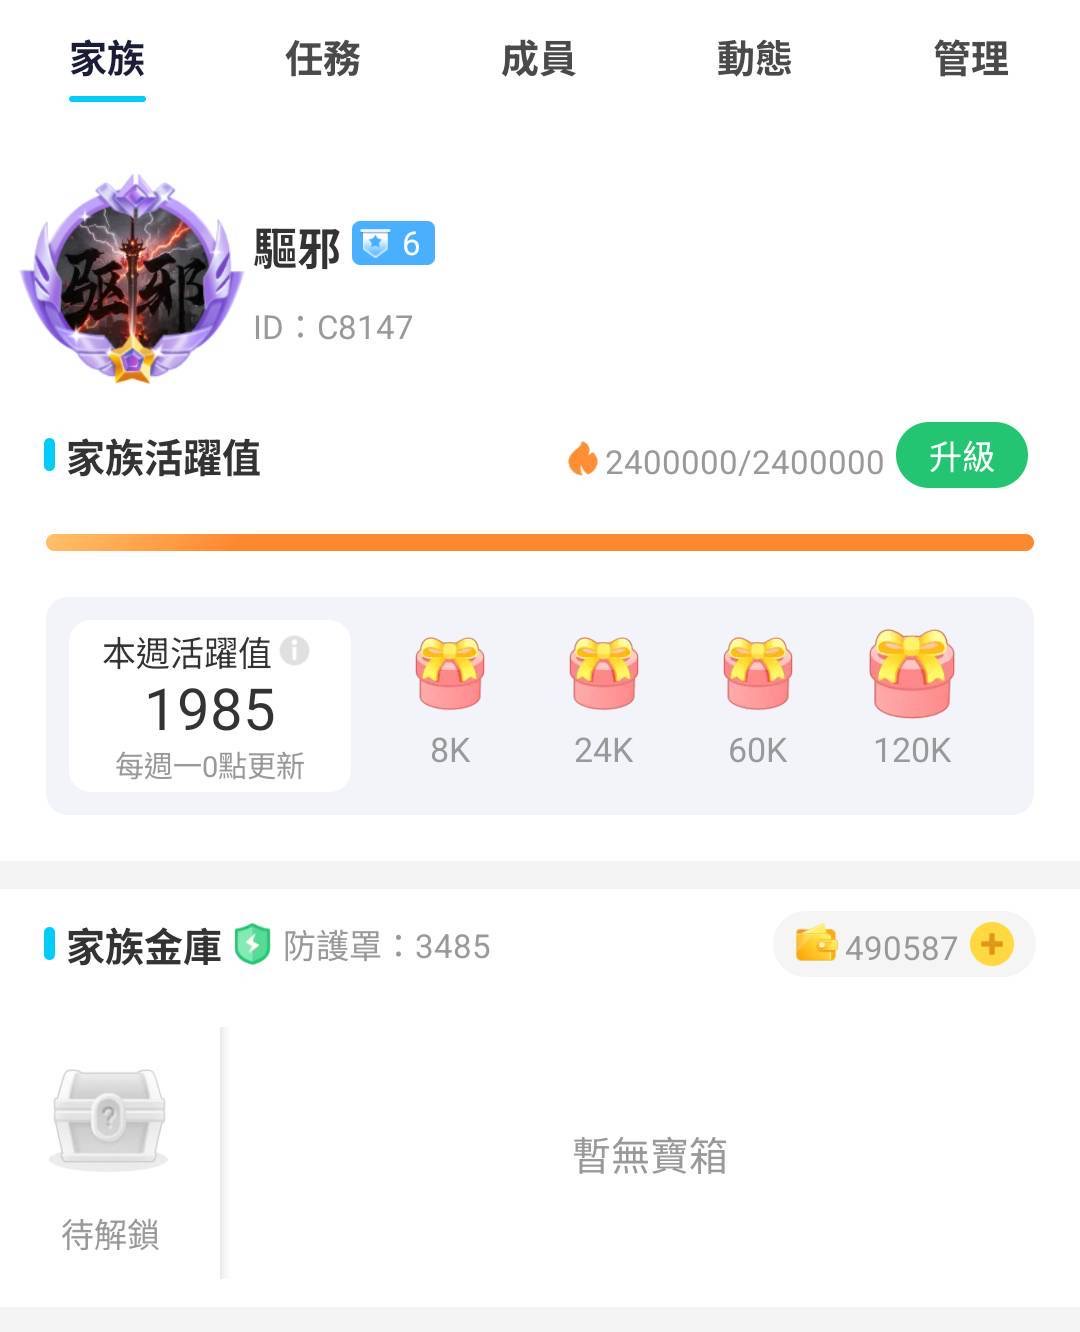 家族 任務 成員 動態 管理
驱邪
驅邪 6
ID：C8147
家族活躍值 2400000/2400000 升級
本週活躍值
1985
每週一0點更新
8K 24K 60K 120K
家族金庫 防護罩：3485 490587
?
暫無寶箱
待解鎖